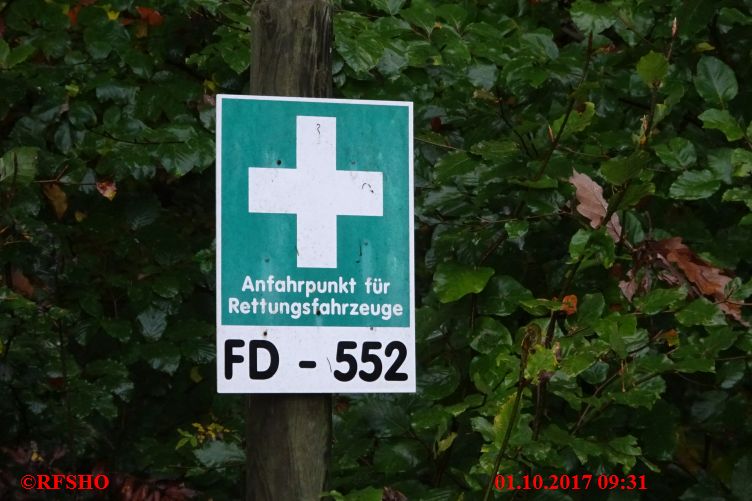 Anfahrpunkt für
Rettungsfahrzeuge
FD - 552
©RFSHO
01.10.2017 09:31